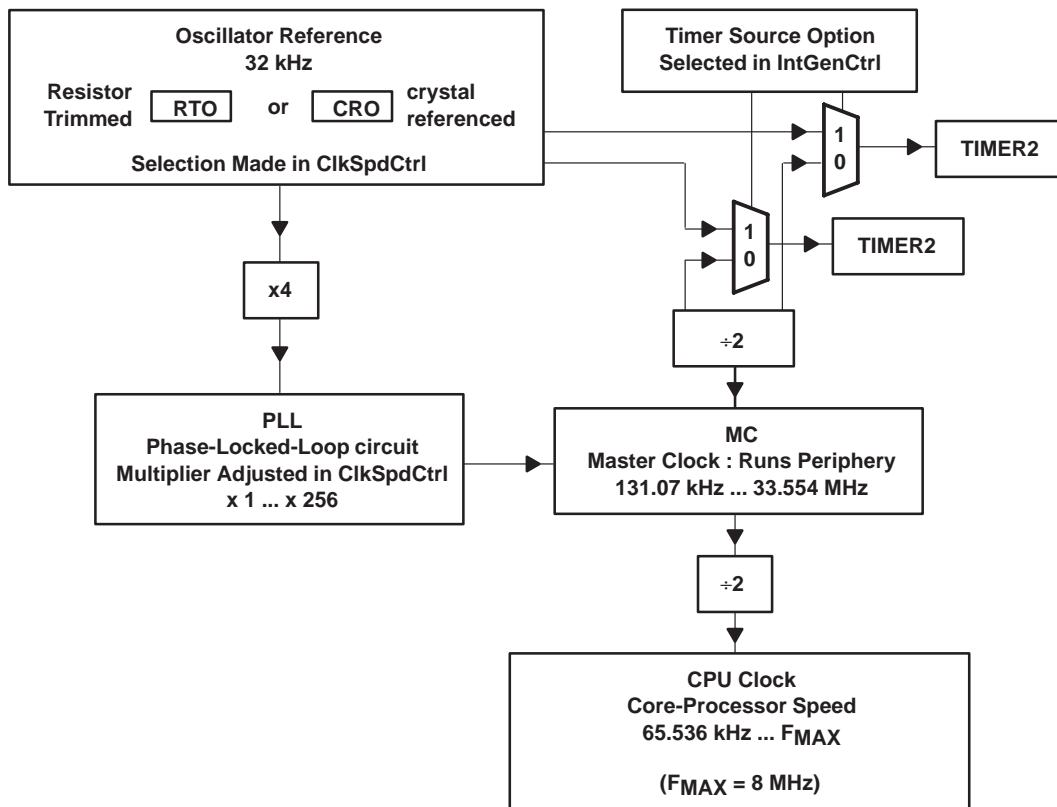 Oscillator Reference
32 kHz
Resistor
Trimmed
RTO
or
CRO
crystal
referenced
Selection Made in ClkSpdCtrl
Timer Source Option
Selected in IntGenCtrl
1
0
TIMER2
1
0
TIMER2
x4
÷2
PLL
Phase-Locked-Loop circuit
Multiplier Adjusted in ClkSpdCtrl
x 1 ... x 256
MC
Master Clock : Runs Periphery
131.07 kHz ... 33.554 MHz
÷2
CPU Clock
Core-Processor Speed
65.536 kHz ... FMAX
(FMAX = 8 MHz)